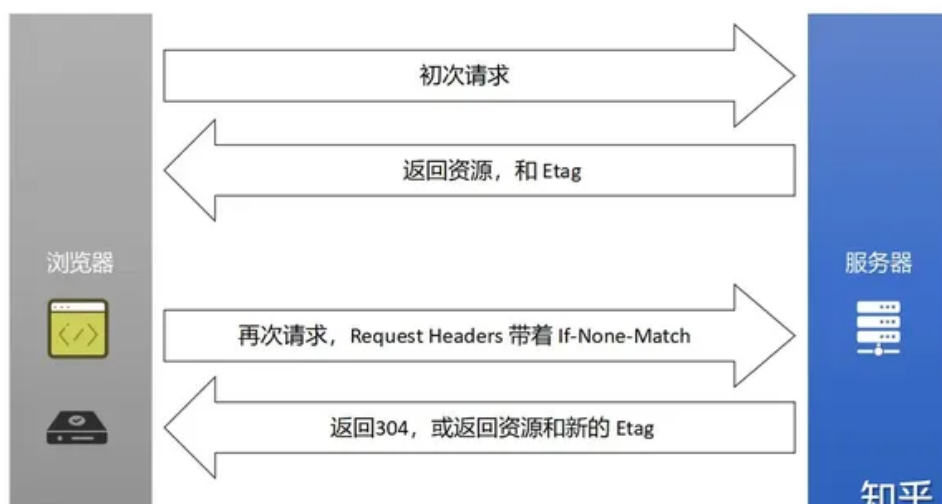 初次请求
返回资源，和 Etag
浏览器
服务器
再次请求，Request Headers 带着 If-None-Match
返回304，或返回资源和新的 Etag
知乎